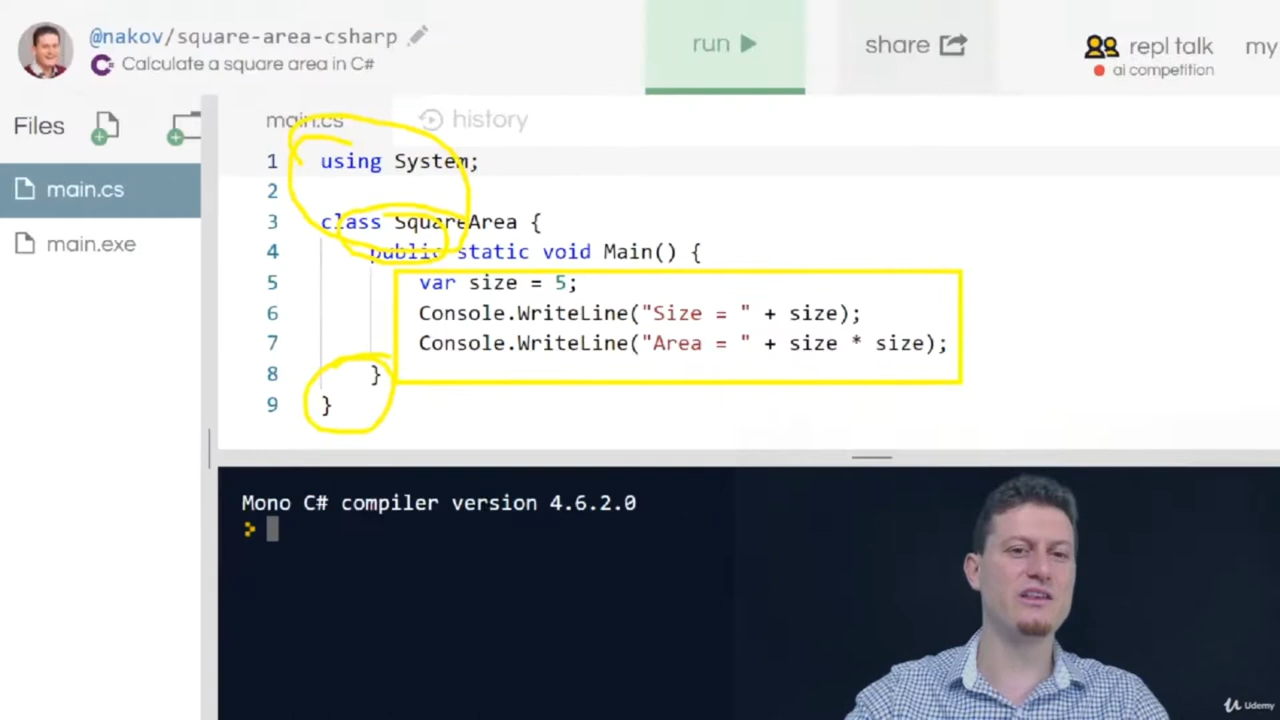 @nakov/square-area-csharp
Calculate a square area in C#
run
share
repl talk
my
ai competition
Files
main.cs
main.exe
main.cs
history
1 using System;
2
3 class SquareArea {
4 public static void Main() {
5 var size = 5;
6 Console.WriteLine("Size = " + size);
7 Console.WriteLine("Area = " + size * size);
8 }
9 }
Mono C# compiler version 4.6.2.0
>
Udemy